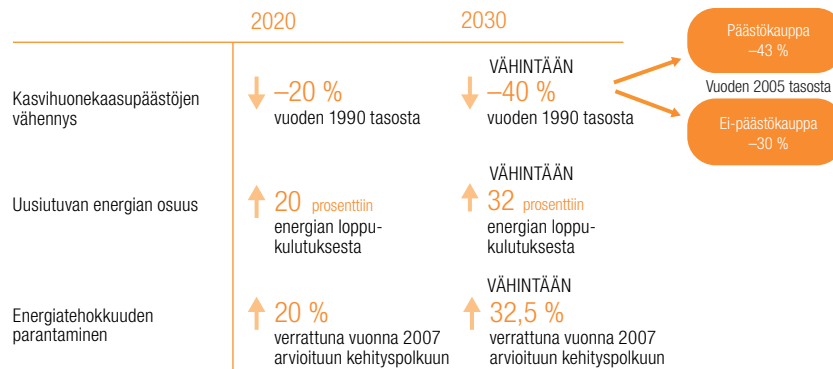 2020
2030
Kasvihuonekaasupäästöjen
vähennys
–20 %
vuoden 1990 tasosta
VÄHINTÄÄN
–40 %
vuoden 1990 tasosta
Päästökauppa
–43 %
Vuoden 2005 tasosta
Ei-päästökauppa
–30 %
Uusiutuvan energian osuus
20 prosenttiin
energian loppu-
kulutuksesta
VÄHINTÄÄN
32 prosenttiin
energian loppu-
kulutuksesta
Energiatehokkuuden
parantaminen
20 %
verrattuna vuonna 2007
arvioituun kehityspolkuun
VÄHINTÄÄN
32,5 %
verrattuna vuonna 2007
arvioituun kehityspolkuun